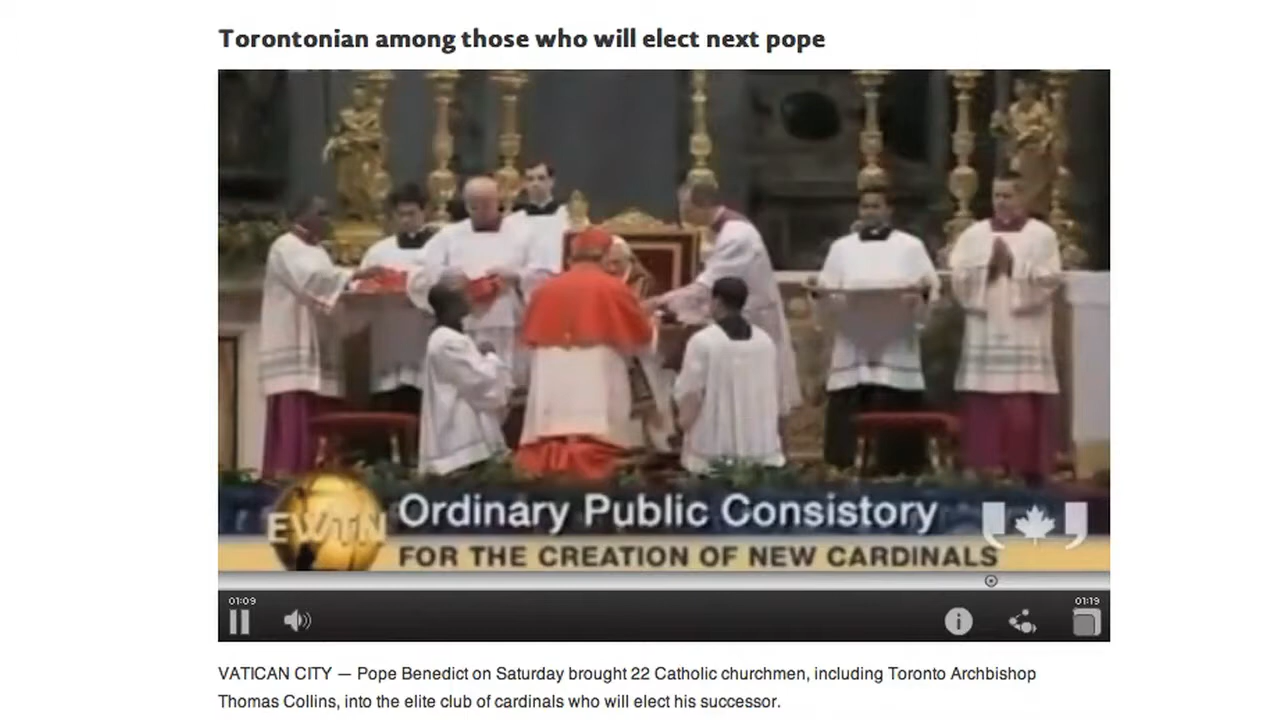 Torontonian among those who will elect next pope
EWTN
Ordinary Public Consistory
FOR THE CREATION OF NEW CARDINALS
01:09
01:19
VATICAN CITY — Pope Benedict on Saturday brought 22 Catholic churchmen, including Toronto Archbishop
Thomas Collins, into the elite club of cardinals who will elect his successor.